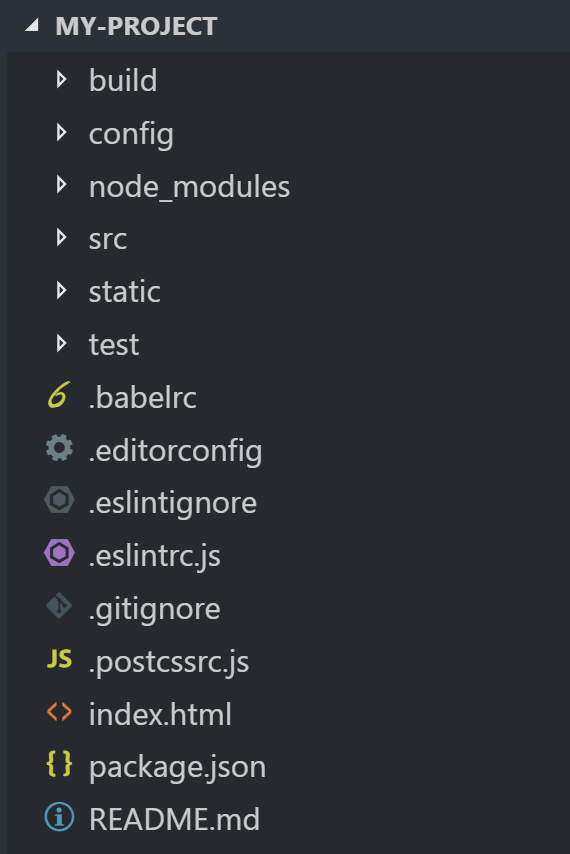 MY-PROJECT
build
config
node_modules
src
static
test
.babelrc
.editorconfig
.eslintignore
.eslintrc.js
.gitignore
JS .postcssrc.js
index.html
package.json
README.md